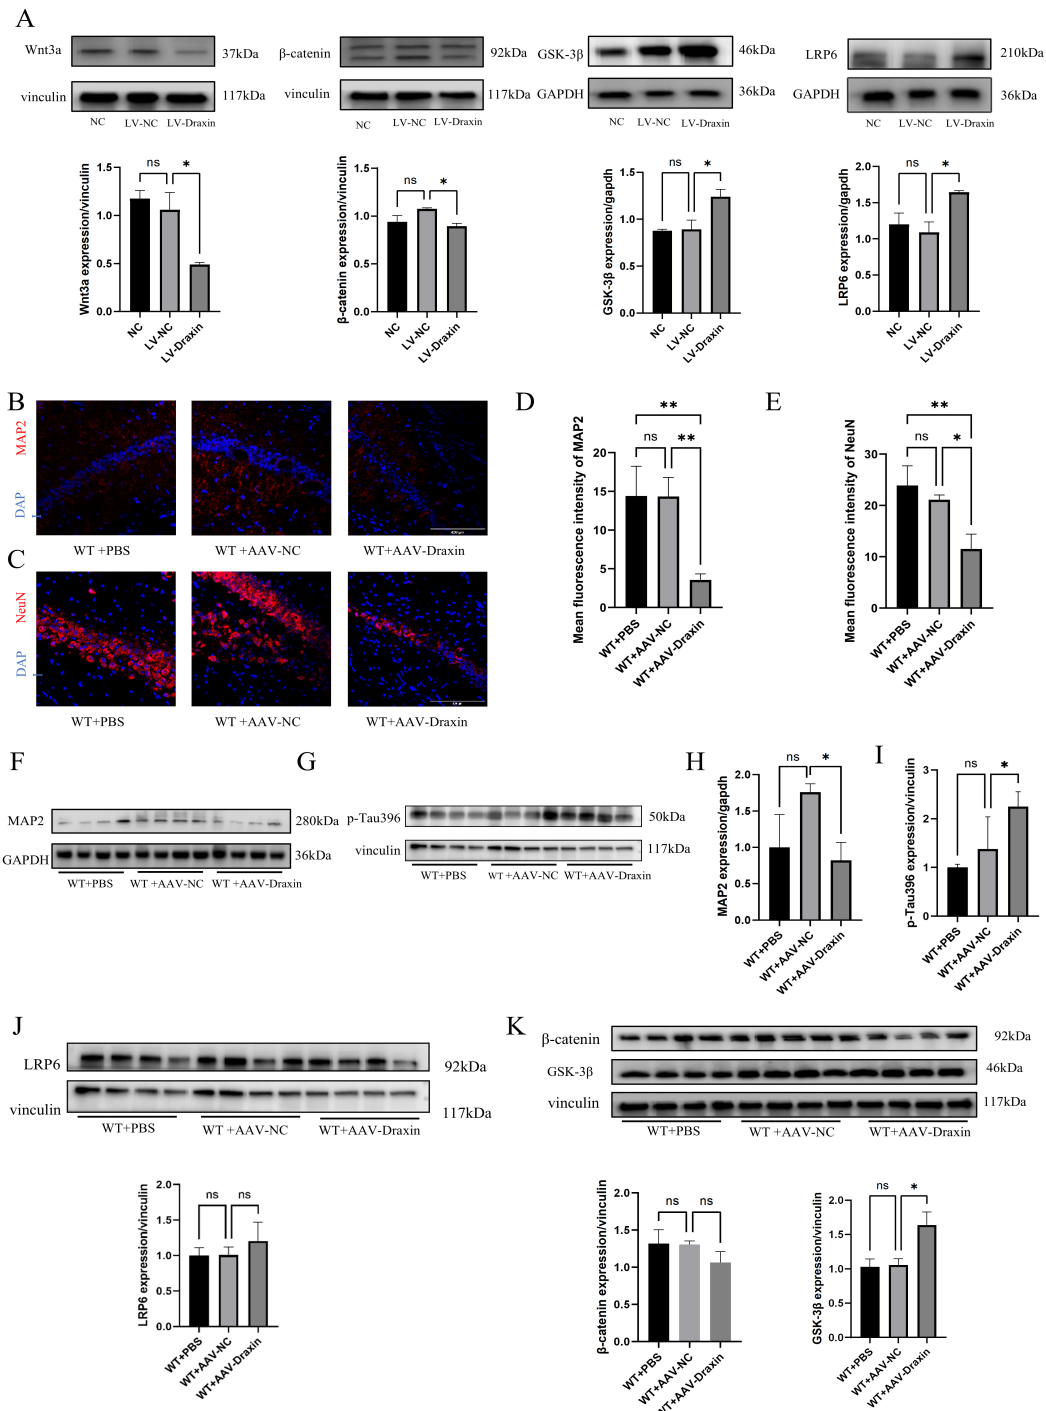 A
Wnt3a
37kDa
vinculin
117kDa
NC LV-NC LV-Draxin
β-catenin
92kDa
vinculin
117kDa
NC LV-NC LV-Draxin
GSK-3β
46kDa
GAPDH
36kDa
NC LV-NC LV-Draxin
LRP6
210kDa
GAPDH
36kDa
NC LV-NC LV-Draxin
Wnt3a expression/vinculin
1.5
1.0
0.5
0.0
ns *
NC LV-NC LV-Draxin
β-catenin expression/vinculin
1.5
1.0
0.5
0.0
ns *
NC LV-NC LV-Draxin
GSK-3β expression/gapdh
1.5
1.0
0.5
0.0
ns *
NC LV-NC LV-Draxin
LRP6 expression/gapdh
2.0
1.5
1.0
0.5
0.0
ns *
NC LV-NC LV-Draxin
B
MAP2
DAP
WT +PBS WT +AAV-NC WT+AAV-Draxin
C
NeuN
DAP
WT+PBS WT +AAV-NC WT+AAV-Draxin
D
Mean fluorescence intensity of MAP2
20
15
10
5
0
**
ns **
WT+PBS WT+AAV-NC WT+AAV-Draxin
E
Mean fluorescence intensity of NeuN
30
20
10
0
**
ns *
WT+PBS WT+AAV-NC WT+AAV-Draxin
F
MAP2
280kDa
GAPDH
36kDa
WT+PBS WT +AAV-NC WT +AAV-Draxin
G
p-Tau396
50kDa
vinculin
117kDa
WT+PBS WT +AAV-NC WT+AAV-Draxin
H
MAP2 expression/gapdh
2.0
1.5
1.0
0.5
0.0
ns *
WT+PBS WT+AAV-NC WT+AAV-Draxin
I
p-Tau396 expression/vinculin
3
2
1
0
ns *
WT+PBS WT+AAV-NC WT+AAV-Draxin
J
LRP6
92kDa
vinculin
117kDa
WT+PBS WT +AAV-NC WT+AAV-Draxin
LRP6 expression/vinculin
2.0
1.5
1.0
0.5
0.0
ns ns
WT+PBS WT+AAV-NC WT+AAV-Draxin
K
β-catenin
92kDa
GSK-3β
46kDa
vinculin
117kDa
WT+PBS WT +AAV-NC WT+AAV-Draxin
β-catenin expression/vinculin
2.0
1.5
1.0
0.5
0.0
ns ns
WT+PBS WT+AAV-NC WT+AAV-Draxin
GSK-3β expression/vinculin
2.0
1.5
1.0
0.5
0.0
ns *
WT+PBS WT+AAV-NC WT+AAV-Draxin